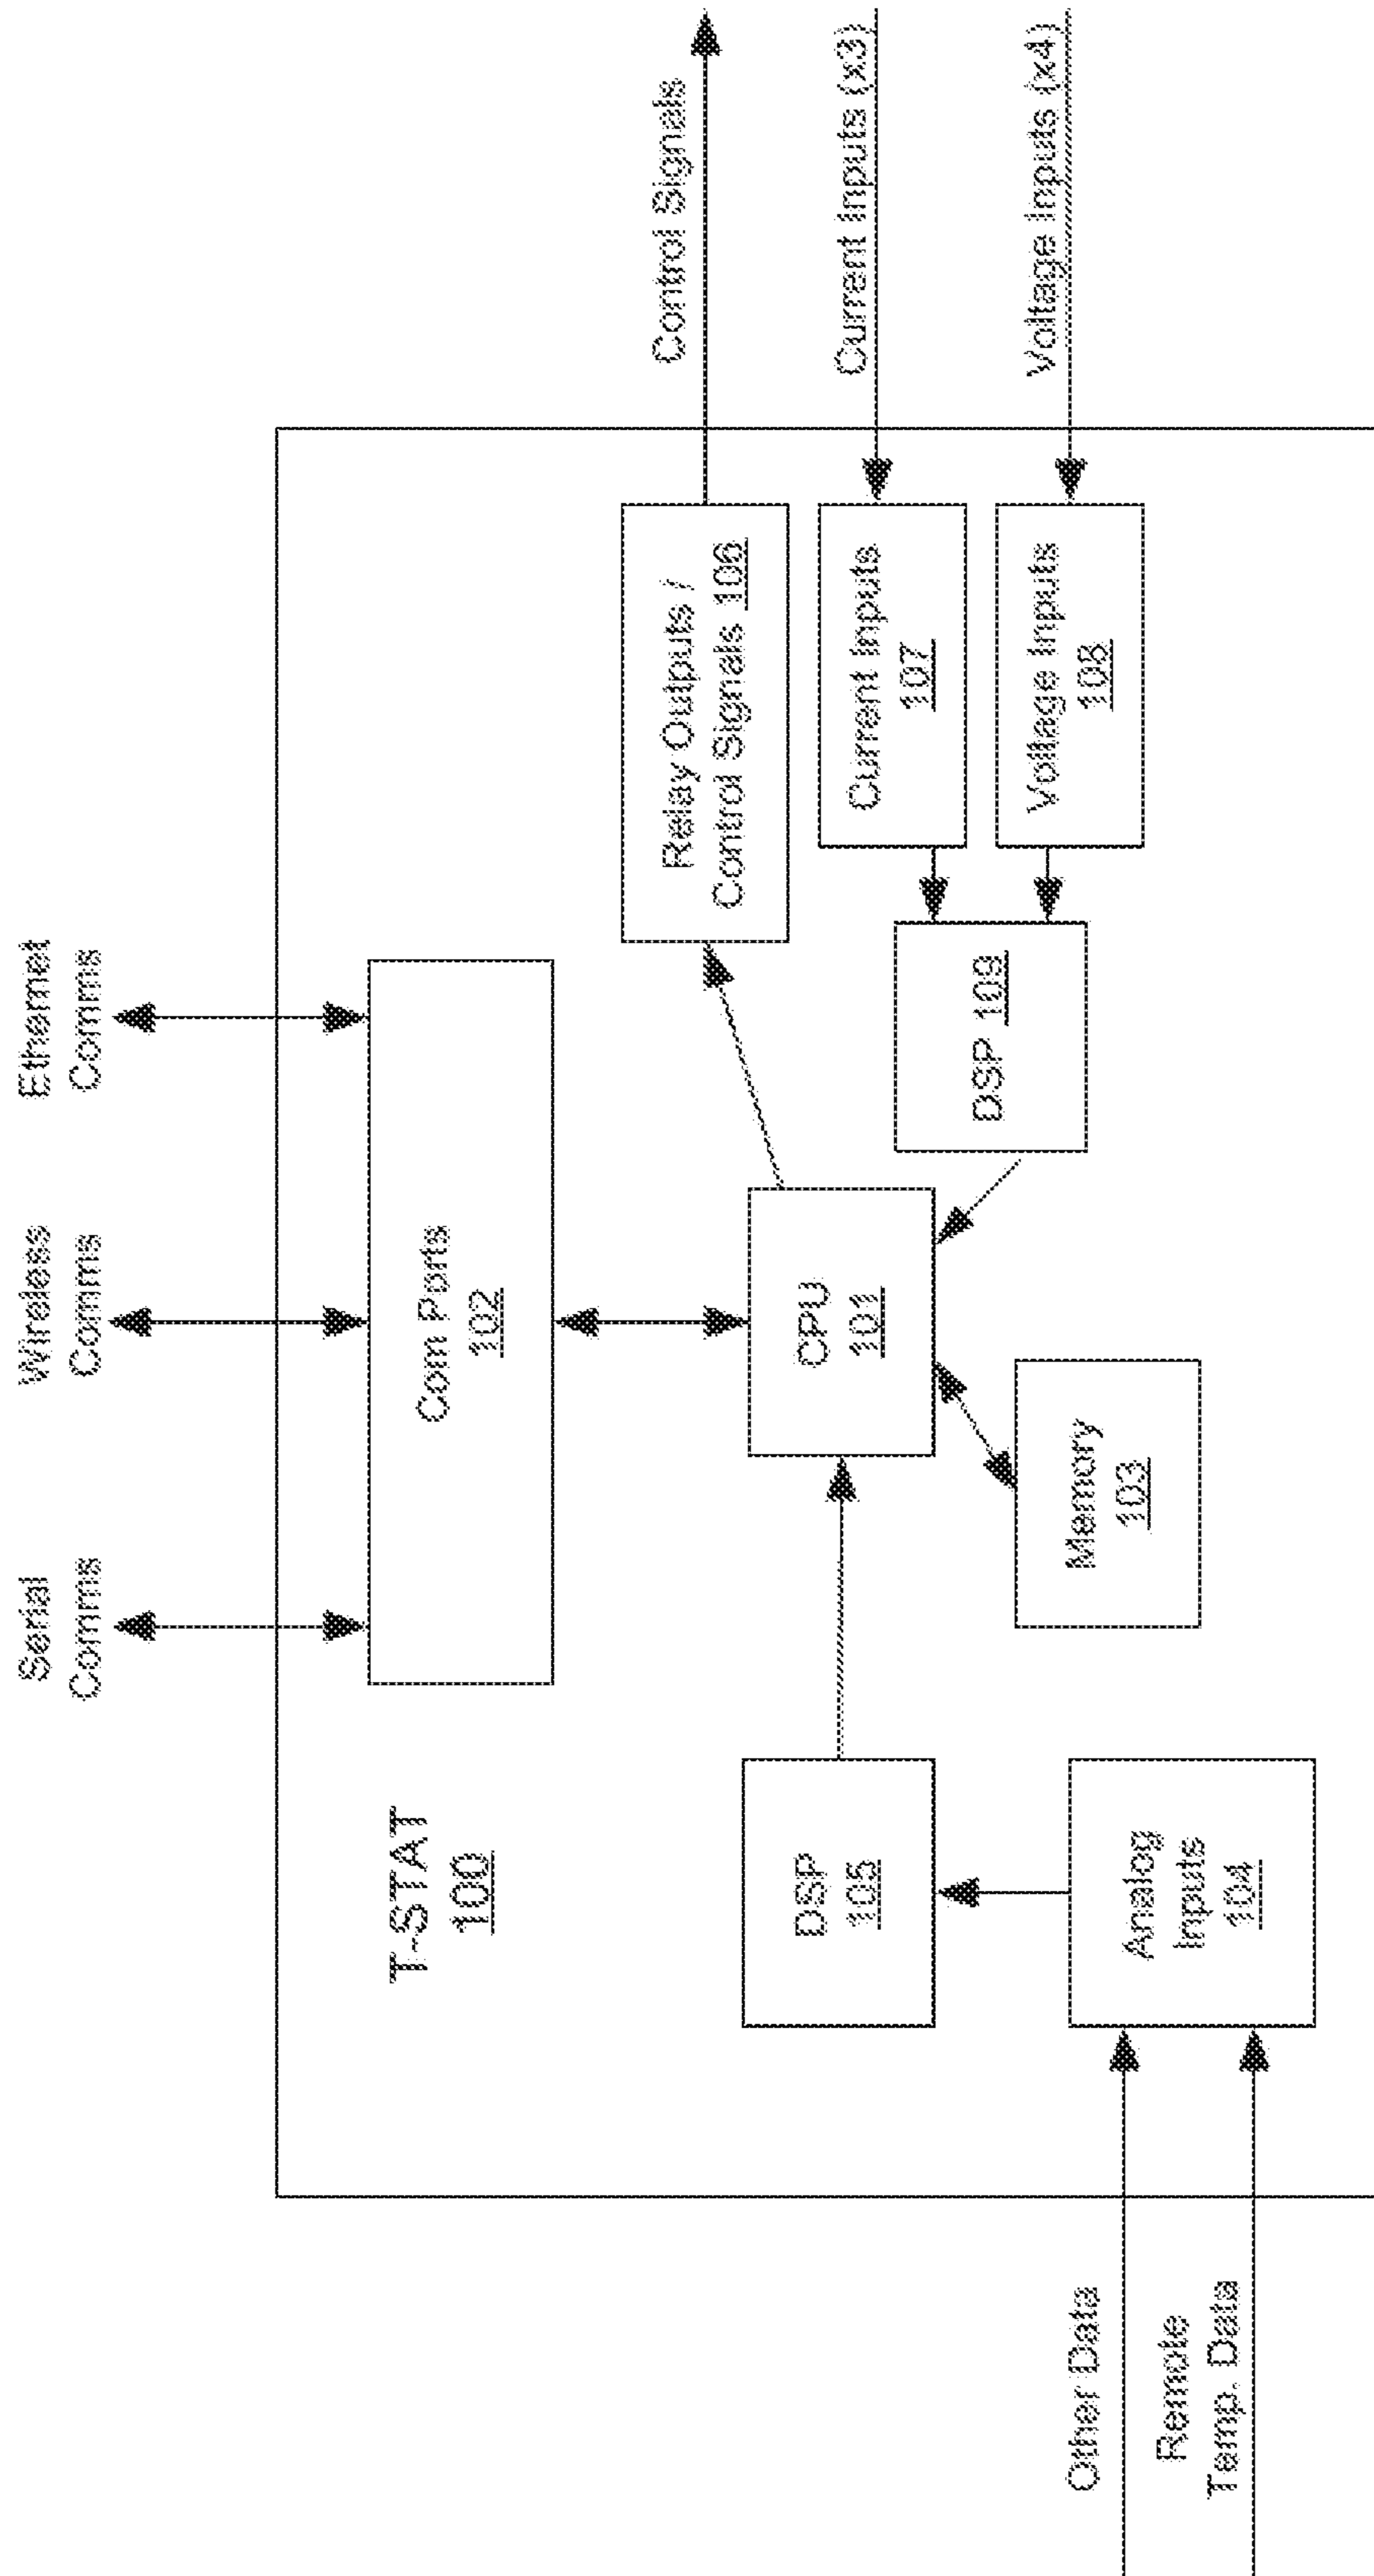 Serial
Comms
Wireless
Comms
Ethernet
Comms
T-STAT
100
Com Ports
102
Control Signals
Relay Outputs /
Control Signals 106
Current Inputs (x3)
Current Inputs
107
Voltage Inputs (x4)
Voltage Inputs
108
DSP 109
CPU
101
Memory
103
DSP
105
Analog
Inputs
104
Other Data
Remote
Temp. Data